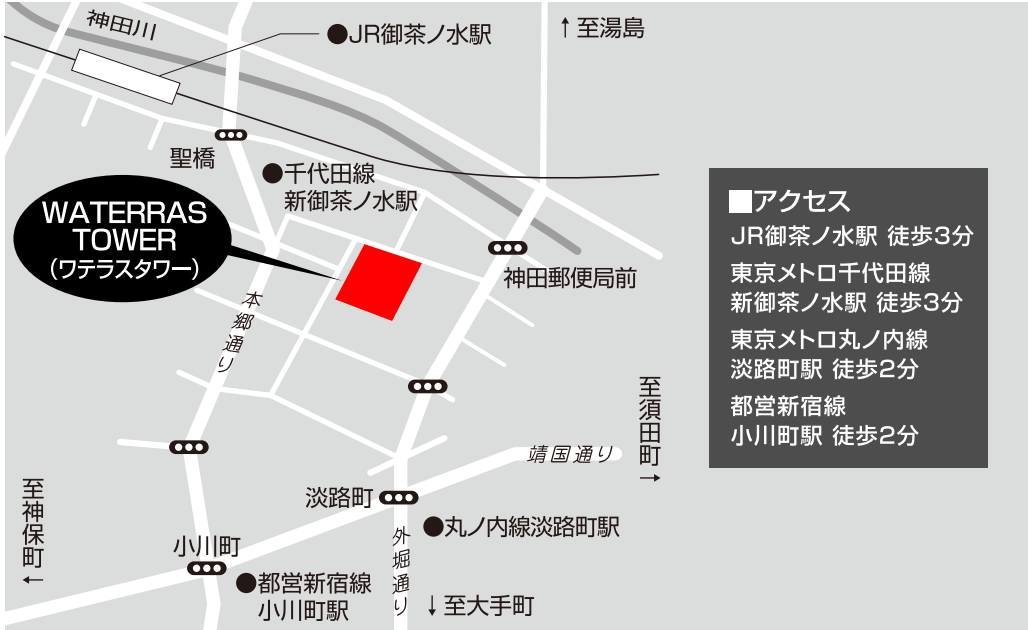 神田川
●JR御茶ノ水駅
↑至湯島
聖橋
●千代田線
新御茶ノ水駅
WATERRAS
TOWER
(ワテラスタワー)
神田郵便局前
本郷通り
至須田町→
靖国通り
淡路町
●丸ノ内線淡路町駅
外堀通り
至神保町←
小川町
●都営新宿線
小川町駅
↓至大手町
■アクセス
JR御茶ノ水駅 徒歩3分
東京メトロ千代田線
新御茶ノ水駅 徒歩3分
東京メトロ丸ノ内線
淡路町駅 徒歩2分
都営新宿線
小川町駅 徒歩2分